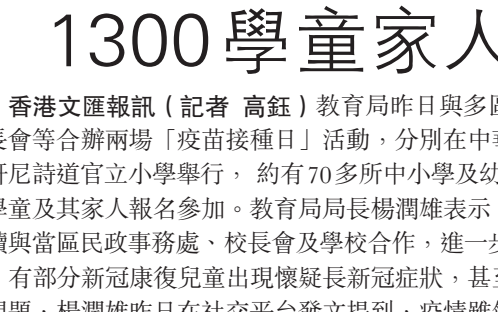 1300學童家人
香港文匯報訊（記者 高鈺）教育局昨日與多區
長會等合辦兩場「疫苗接種日」活動，分別在中華
軒尼詩道官立小學舉行， 約有70多所中小學及幼
學童及其家人報名參加。教育局局長楊潤雄表示，
續與當區民政事務處、校長會及學校合作，進一步
有部分新冠康復兒童出現懷疑長新冠症狀，甚至
問題，楊潤雄昨日在社交平台發文提到，疫情雖